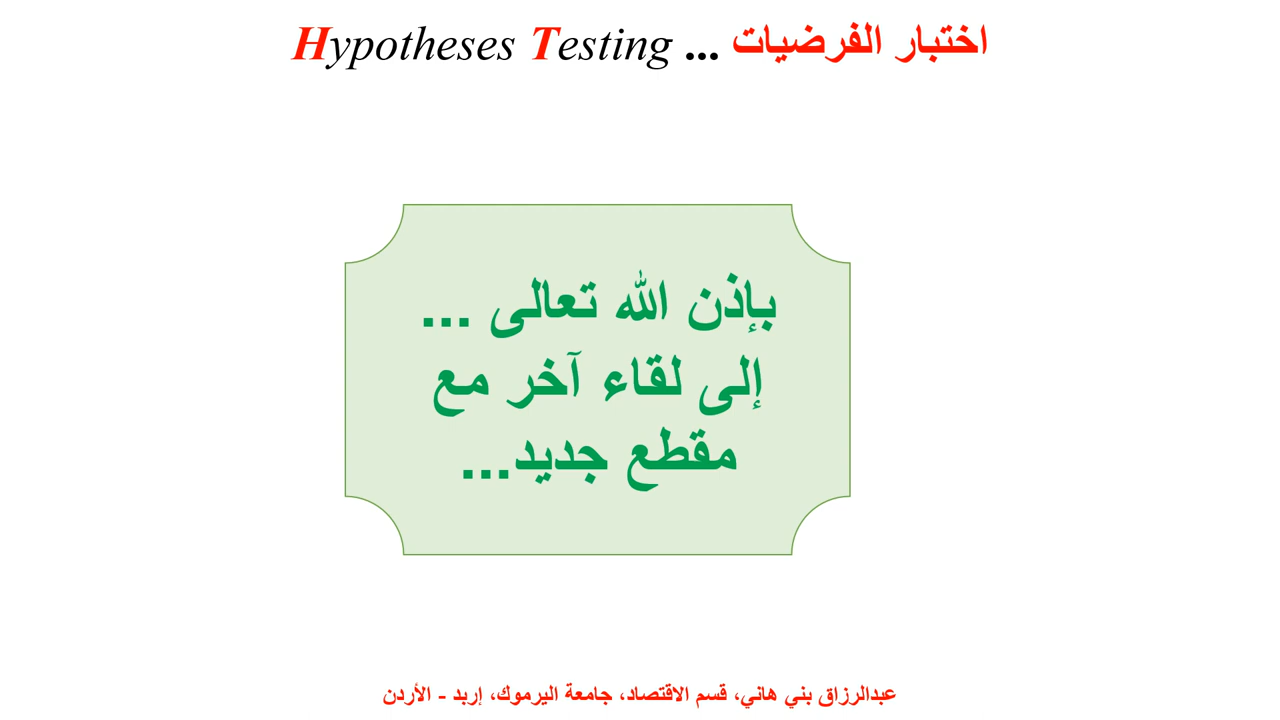 اختبار الفرضيات ... Hypotheses Testing
بإذن الله تعالى ...
إلى لقاء آخر مع
مقطع جديد...
عبدالرزاق بني هاني، قسم الاقتصاد، جامعة اليرموك، إربد - الأردن